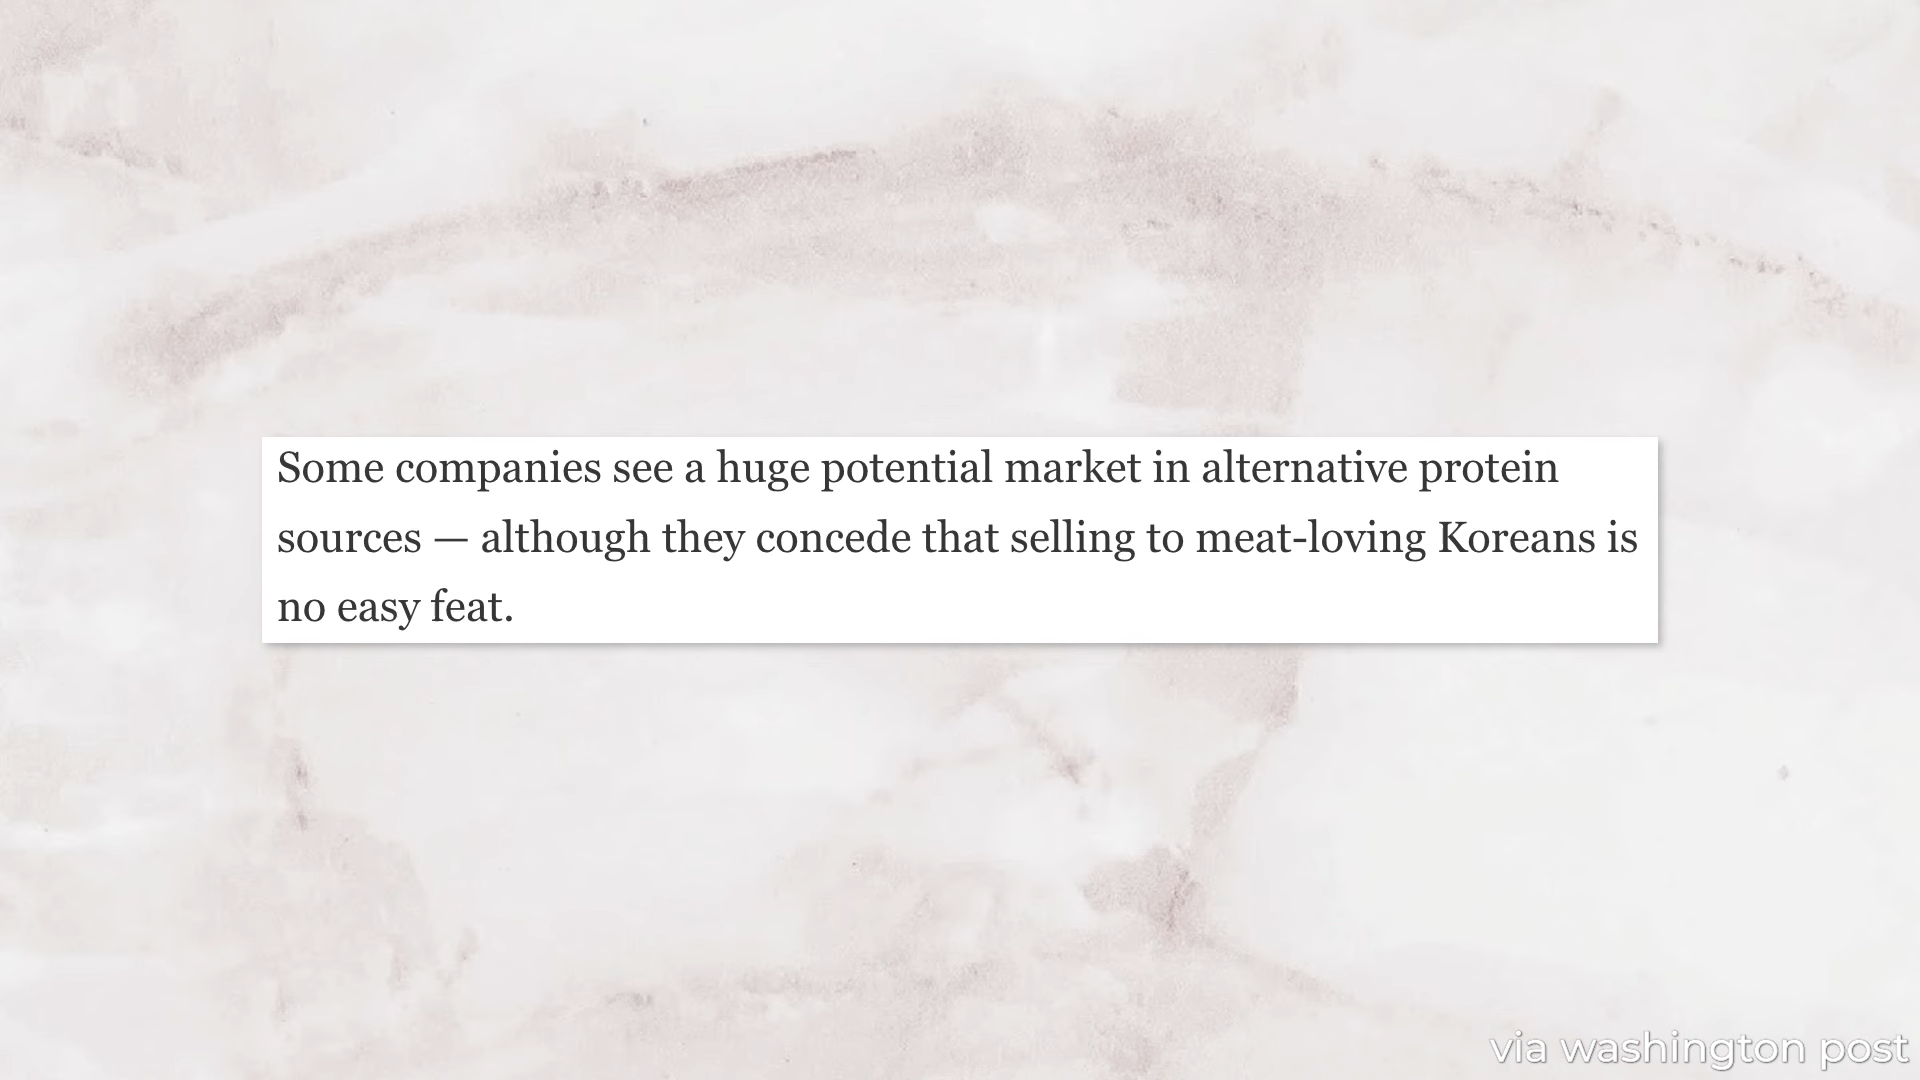 Some companies see a huge potential market in alternative protein
sources — although they concede that selling to meat-loving Koreans is
no easy feat.
via washington post